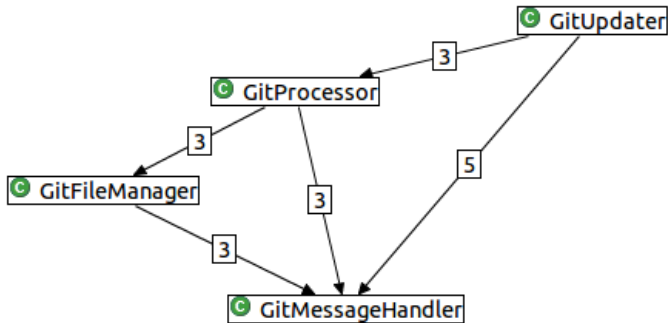 C GitUpdater
3
C GitProcessor
3
5
C GitFileManager
3
3
C GitMessageHandler